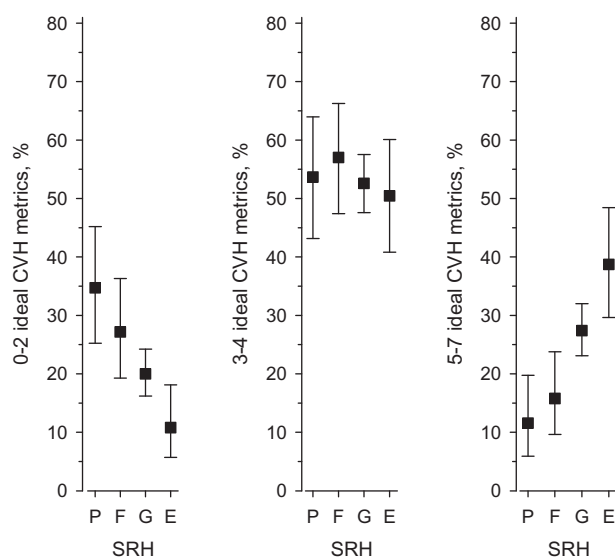 80 80 80
70 70 70
60 60 60
50 50 50
40 40 40
30 30 30
20 20 20
10 10 10
0 0 0
0-2 ideal CVH metrics, %
3-4 ideal CVH metrics, %
5-7 ideal CVH metrics, %
P F G E P F G E P F G E
SRH SRH SRH